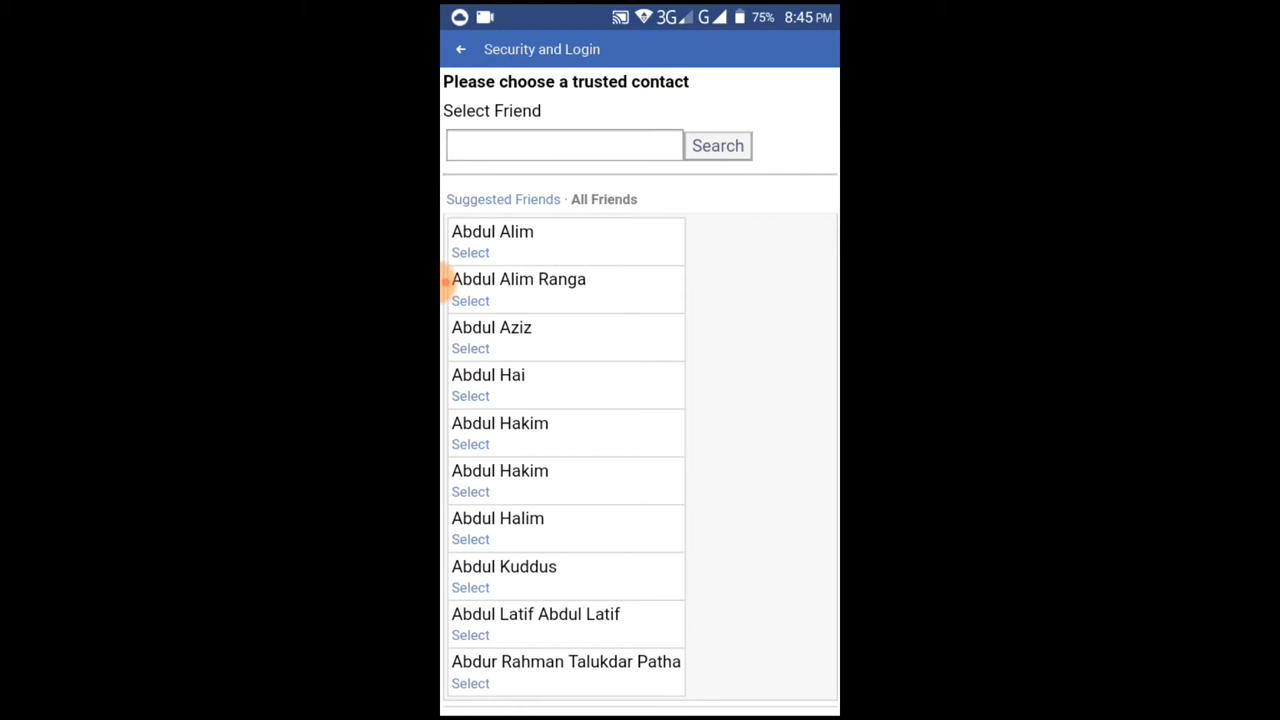 3G G 75% 8:45 PM
Security and Login
Please choose a trusted contact
Select Friend
Search
Suggested Friends · All Friends
Abdul Alim
Select
Abdul Alim Ranga
Select
Abdul Aziz
Select
Abdul Hai
Select
Abdul Hakim
Select
Abdul Hakim
Select
Abdul Halim
Select
Abdul Kuddus
Select
Abdul Latif Abdul Latif
Select
Abdur Rahman Talukdar Patha
Select